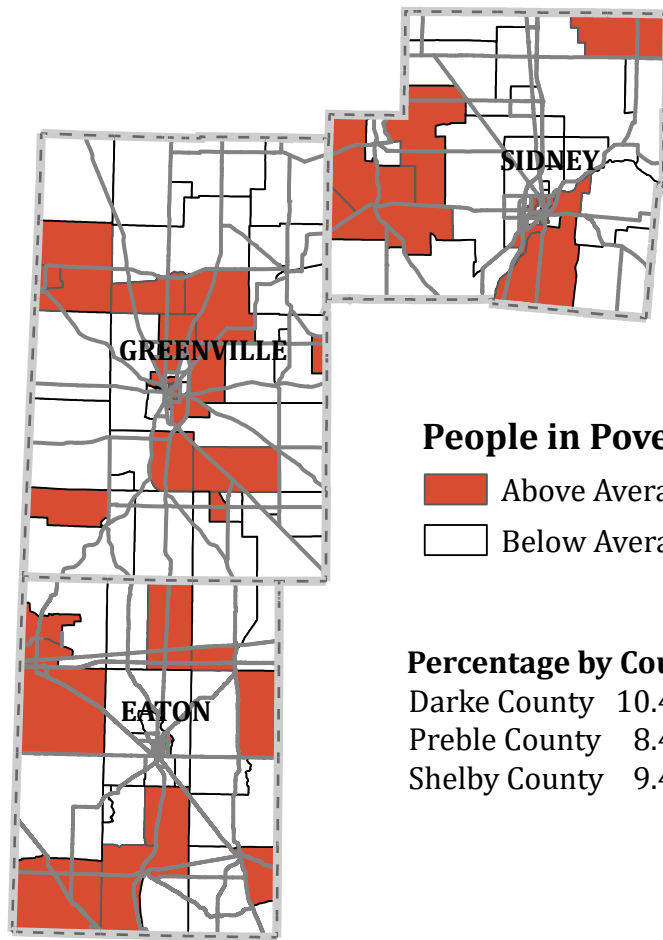 SIDNEY
GREENVILLE
People in Pove
Above Avera
Below Avera
Percentage by Cou
Darke County 10.4
Preble County 8.4
Shelby County 9.4
EATON